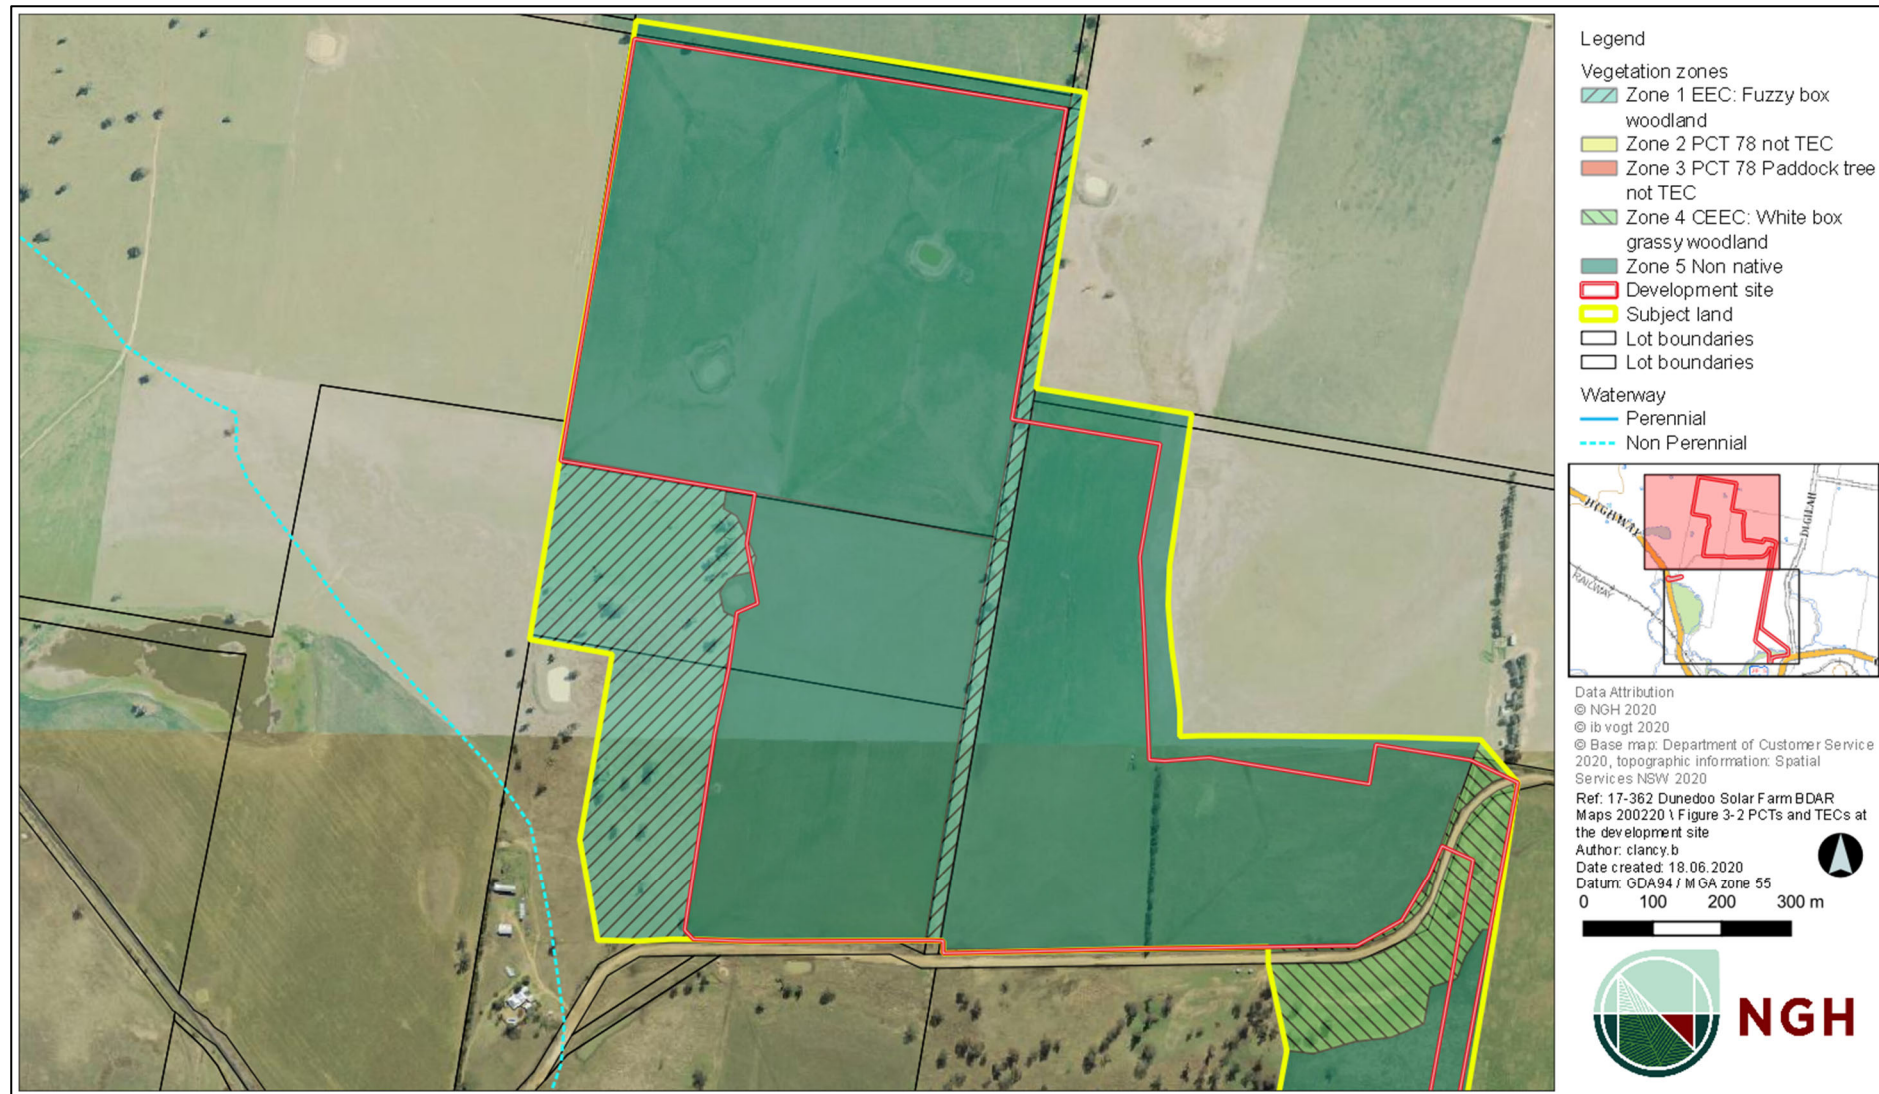 Legend
Vegetation zones
Zone 1 EEC: Fuzzy box
woodland
Zone 2 PCT 78 not TEC
Zone 3 PCT 78 Paddock tree
not TEC
Zone 4 CEEC: White box
grassy woodland
Zone 5 Non native
Development site
Subject land
Lot boundaries
Lot boundaries
Waterway
Perennial
Non Perennial
HIGHWAY
RAILWAY
Data Attribution
© NGH 2020
© ib vogt 2020
© Base map: Department of Customer Service
2020, topographic information: Spatial
Services NSW 2020
Ref: 17-362 Dunedoo Solar Farm BDAR
Maps 200220 \ Figure 3-2 PCTs and TECs at
the development site
Author: clancy.b
Date created: 18.06.2020
Datum: GDA94 / MGA zone 55
0 100 200 300 m
NGH